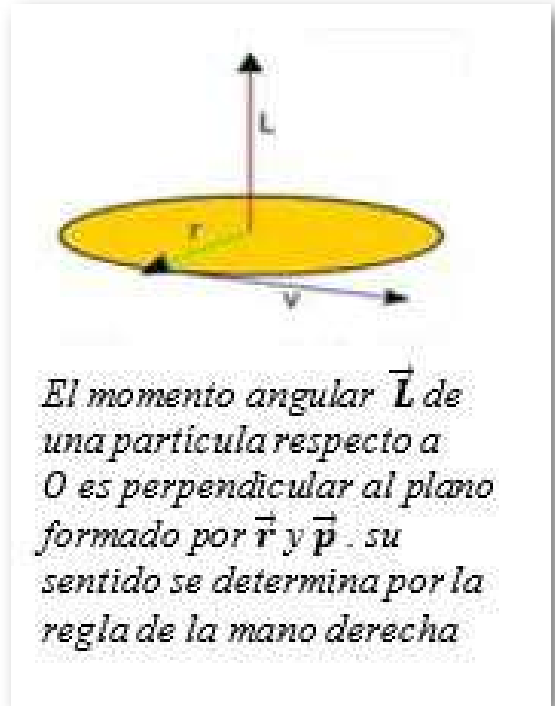 L
r
v
El momento angular L⃗ de
una partícula respecto a
O es perpendicular al plano
formado por r⃗ y p⃗ . su
sentido se determina por la
regla de la mano derecha